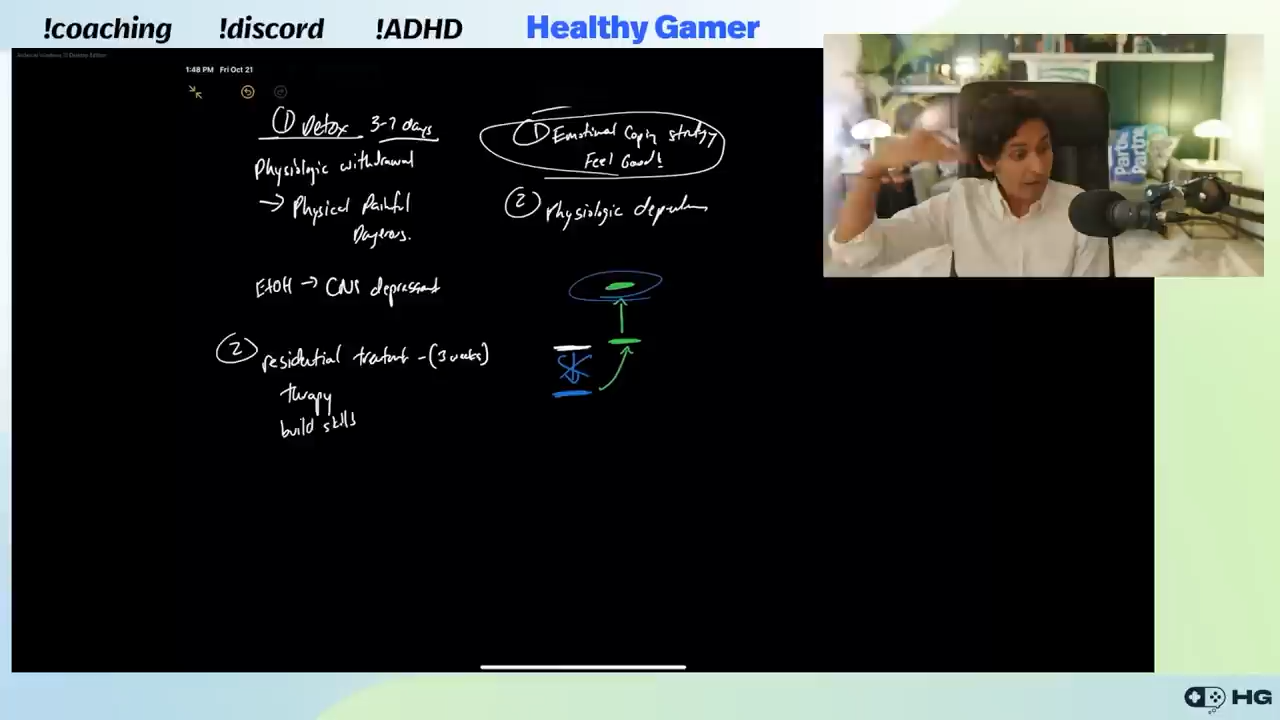 !coaching !discord !ADHD Healthy Gamer
1:48 PM Fri Oct 21
① Detox 3-7 days
Physiologic withdrawal
→ Physical Painful
Dangerous.
EtOH → CNS depressant
② residential treatment - (3 weeks)
therapy
build skills
① Emotional Coping strategy
Feel Good!
② physiologic
Partne
Partne
HG